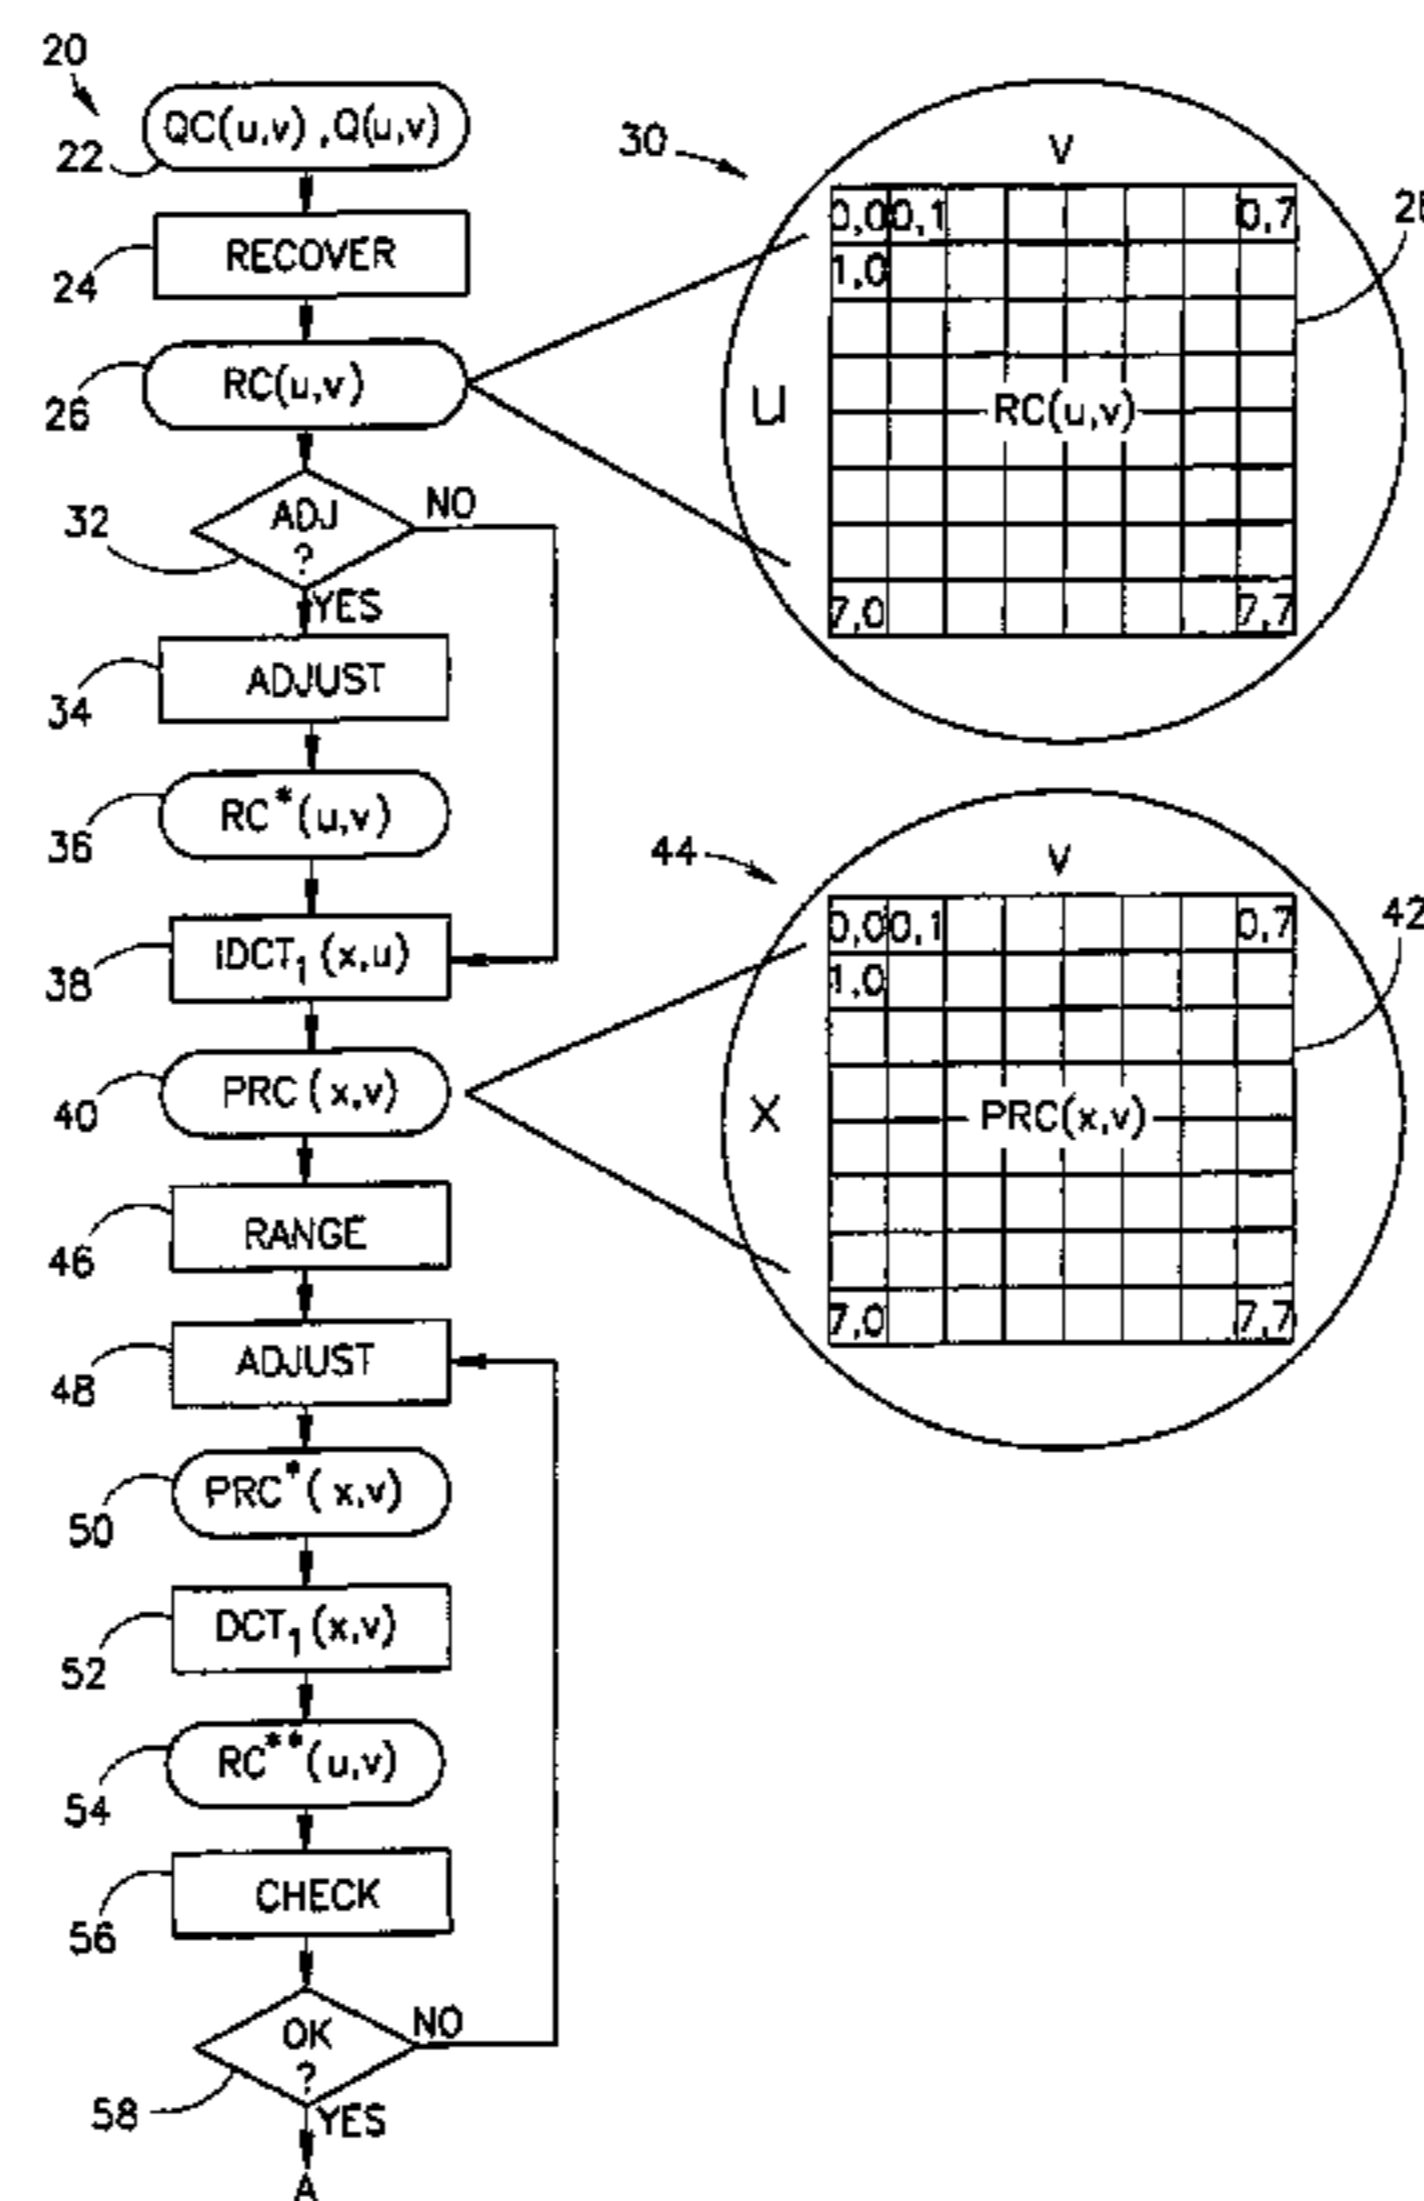 20
QC(u,v) ,Q(u,v)
22
RECOVER
24
RC(u,v)
26
ADJ
?
NO
32
YES
ADJUST
34
RC*(u,v)
36
IDCT₁ (x,u)
38
PRC (x,v)
40
RANGE
46
ADJUST
48
PRC*(x,v)
50
DCT₁ (x,v)
52
RC**(u,v)
54
CHECK
56
OK
?
NO
58
YES
A
30
v
0,0 0,1 0,7
1,0
u
RC(u,v)
7,0 7,7
44
v
42
0,0 0,1 0,7
1,0
x
PRC(x,v)
7,0 7,7